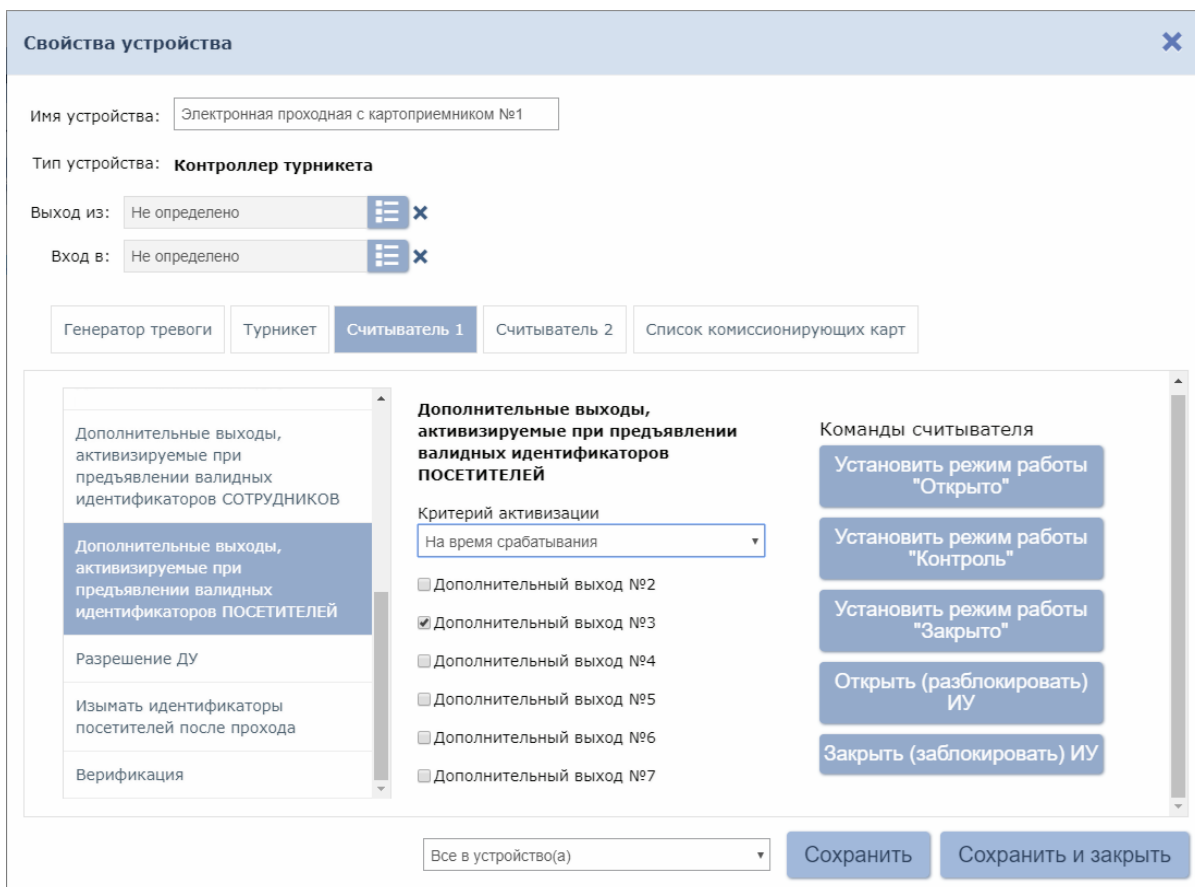 Свойства устройства
Имя устройства: Электронная проходная с картоприемником №1
Тип устройства: Контроллер турникета
Выход из: Не определено
Вход в: Не определено
Генератор тревоги Турникет Считыватель 1 Считыватель 2 Список комиссионирующих карт
Дополнительные выходы,
активизируемые при
предъявлении валидных
идентификаторов СОТРУДНИКОВ
Дополнительные выходы,
активизируемые при
предъявлении валидных
идентификаторов ПОСЕТИТЕЛЕЙ
Разрешение ДУ
Изымать идентификаторы
посетителей после прохода
Верификация
Дополнительные выходы,
активизируемые при предъявлении
валидных идентификаторов
ПОСЕТИТЕЛЕЙ
Критерий активизации
На время срабатывания
Дополнительный выход №2
Дополнительный выход №3
Дополнительный выход №4
Дополнительный выход №5
Дополнительный выход №6
Дополнительный выход №7
Команды считывателя
Установить режим работы
"Открыто"
Установить режим работы
"Контроль"
Установить режим работы
"Закрыто"
Открыть (разблокировать)
ИУ
Закрыть (заблокировать) ИУ
Все в устройство(а)
Сохранить
Сохранить и закрыть